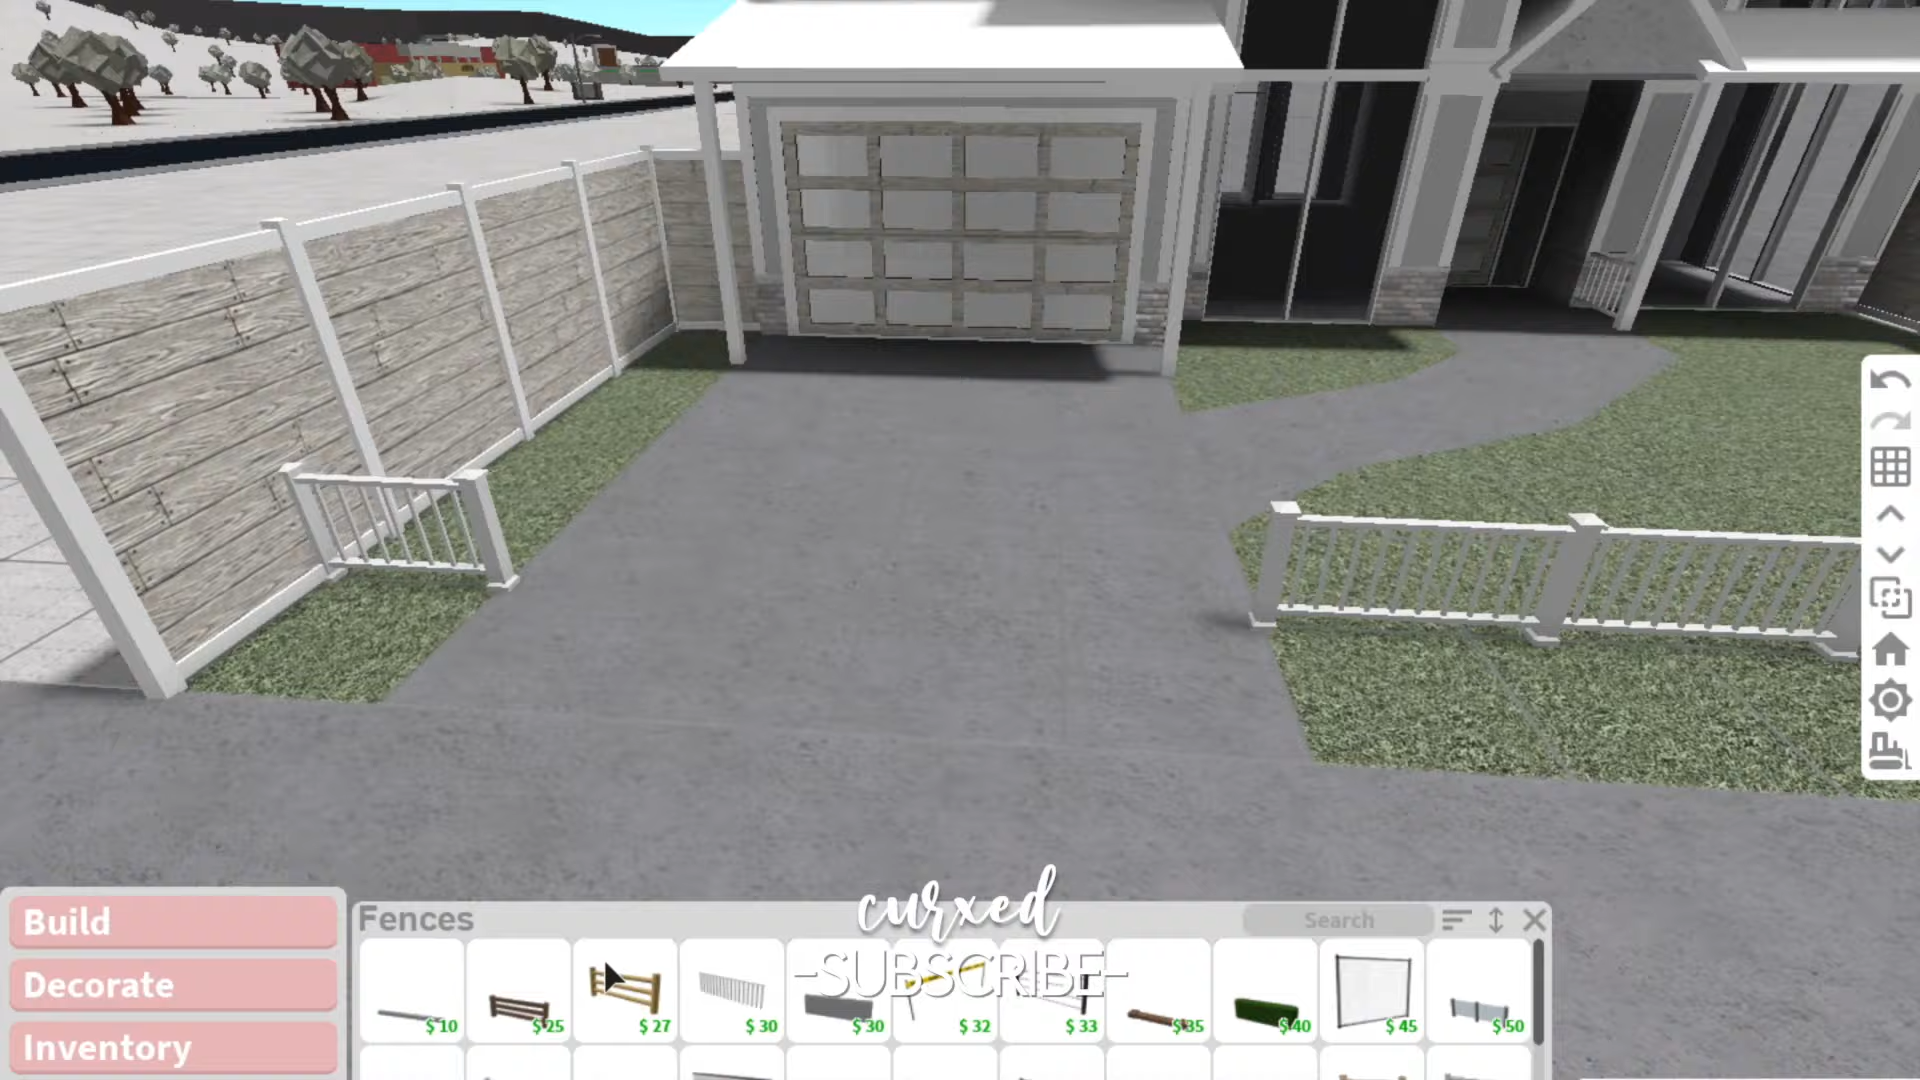 Build
Decorate
Inventory
Fences
Search
curxed
-SUBSCRIBE-
$10
$25
$27
$30
$30
$32
$33
$35
$40
$45
$50